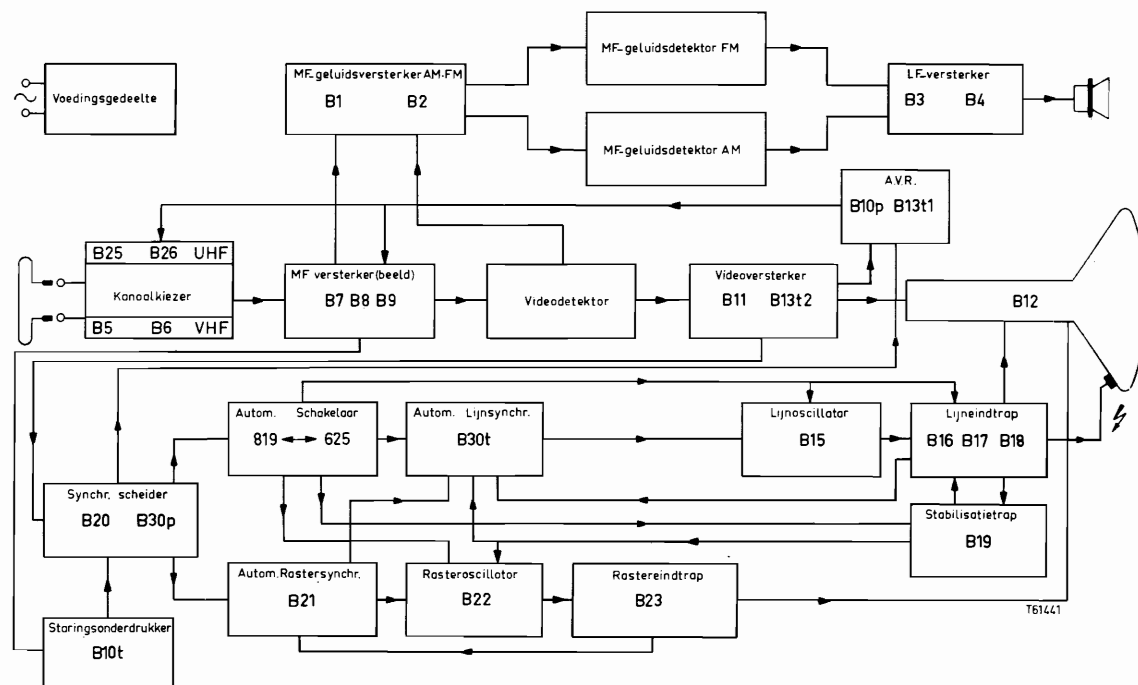 Voedingsgedeelte
MF-geluidsversterker AM-FM
B1 B2
MF-geluidsdetektor FM
MF-geluidsdetektor AM
LF-versterker
B3 B4
A.V.R.
B10p B13t1
B25 B26 UHF
Kanaalkiezer
B5 B6 VHF
MF versterker (beeld)
B7 B8 B9
Videodetektor
Videoversterker
B11 B13t2
B12
Autom. Schakelaar
819 ↔ 625
Autom. Lijnsynchr.
B30t
Lijnoscillator
B15
Lijneindtrap
B16 B17 B18
Synchr. scheider
B20 B30p
Stabilisatietrap
B19
Autom. Rastersynchr.
B21
Rasteroscillator
B22
Rastereindtrap
B23
T61441
Staringsonderdrukker
B10t